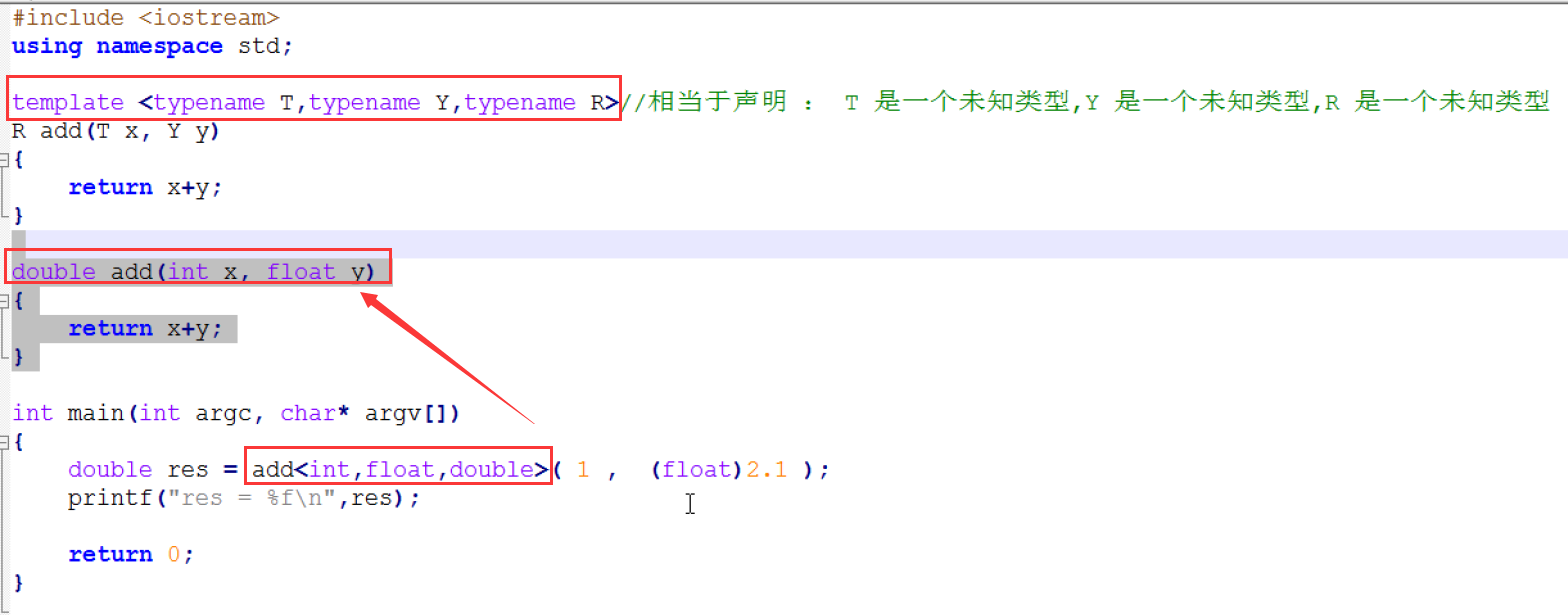 #include <iostream>
using namespace std;
template <typename T,typename Y,typename R>//相当于声明 ： T 是一个未知类型,Y 是一个未知类型,R 是一个未知类型
R add(T x, Y y)
{
return x+y;
}
double add(int x, float y)
{
return x+y;
}
int main(int argc, char* argv[])
{
double res = add<int,float,double>( 1 , (float)2.1 );
printf("res = %f\n",res);
return 0;
}